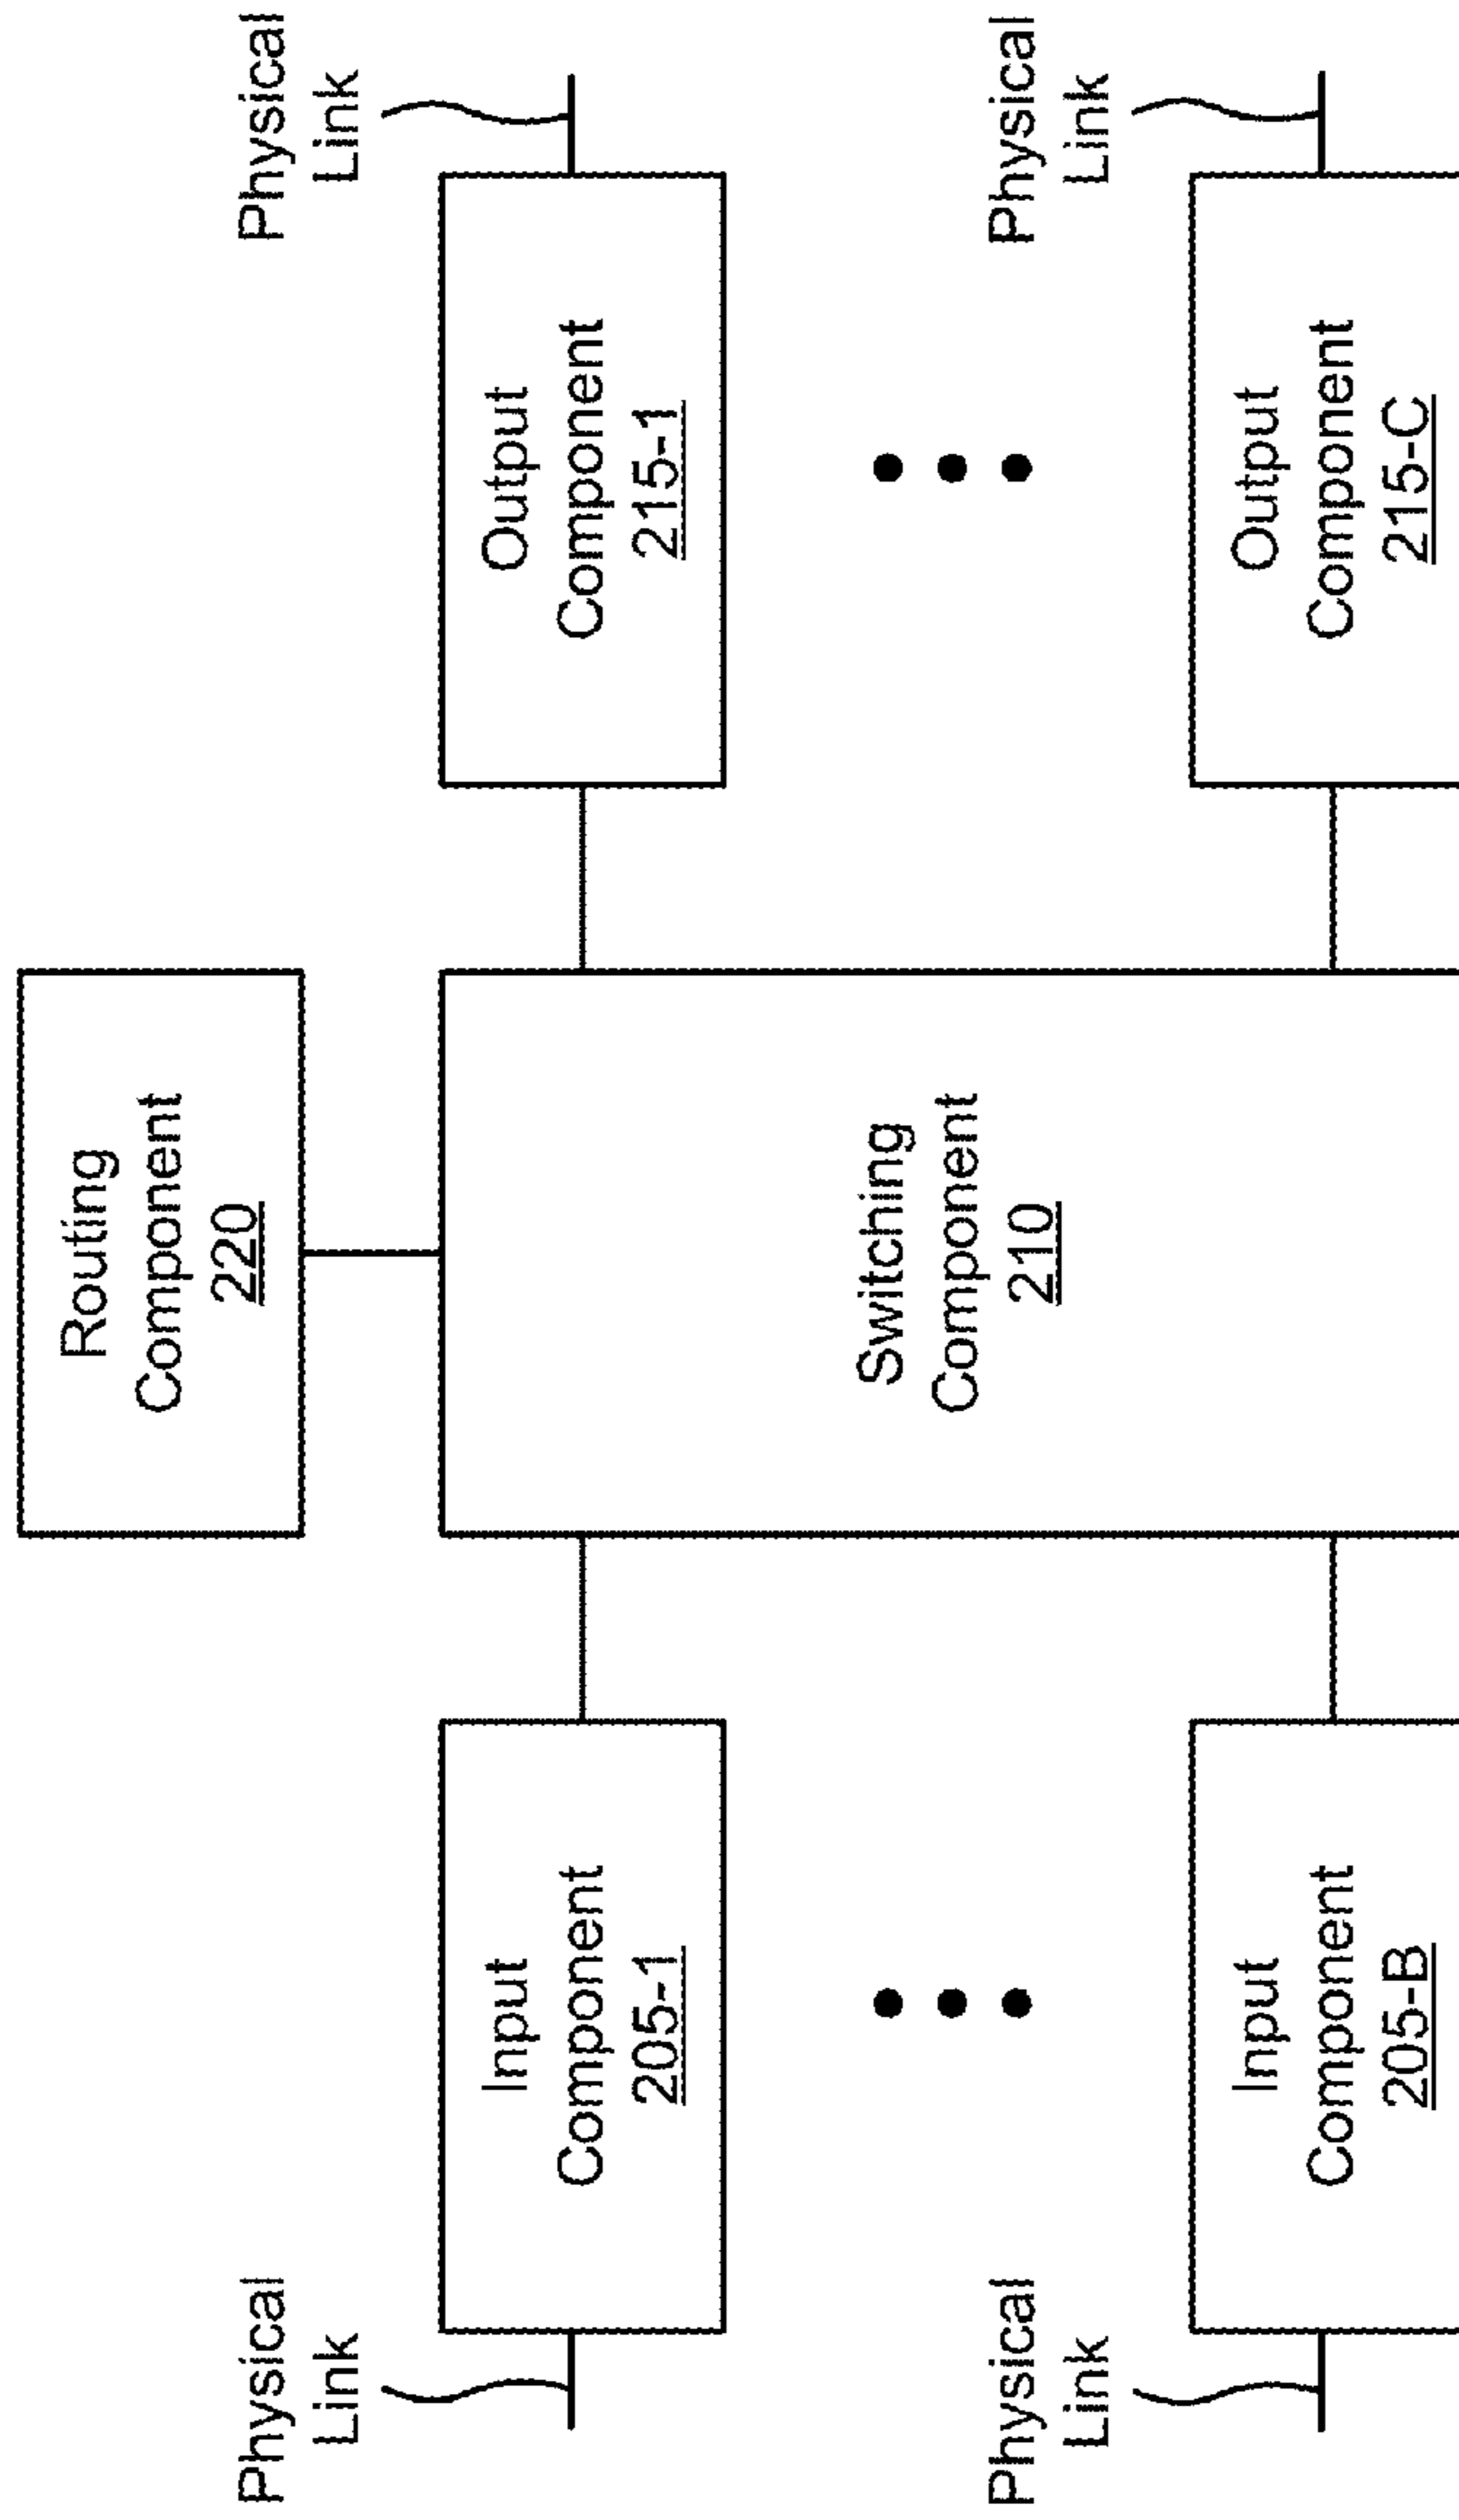 Routing
Component
220
Physical
Link
Input
Component
205-1
Switching
Component
210
Output
Component
215-1
Physical
Link
Physical
Link
Input
Component
205-B
Output
Component
215-C
Physical
Link